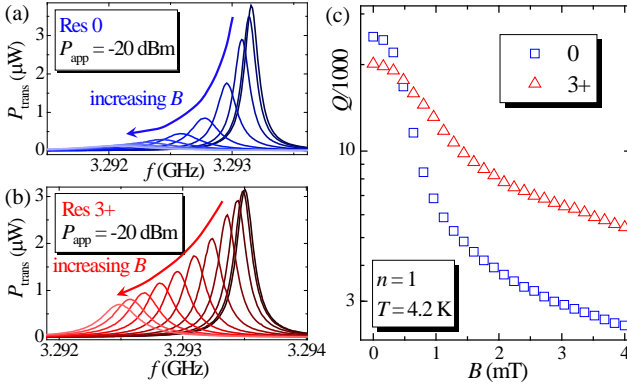 (a)
Res 0
P_app = -20 dBm
increasing B
P_trans (μW)
3
2
1
0
3.292
3.293
f (GHz)
(b)
Res 3+
P_app = -20 dBm
increasing B
P_trans (μW)
3
2
1
0
3.292
3.293
3.294
f (GHz)
(c)
0
3+
Q/1000
10
3
n = 1
T = 4.2 K
0
1
2
3
4
B (mT)